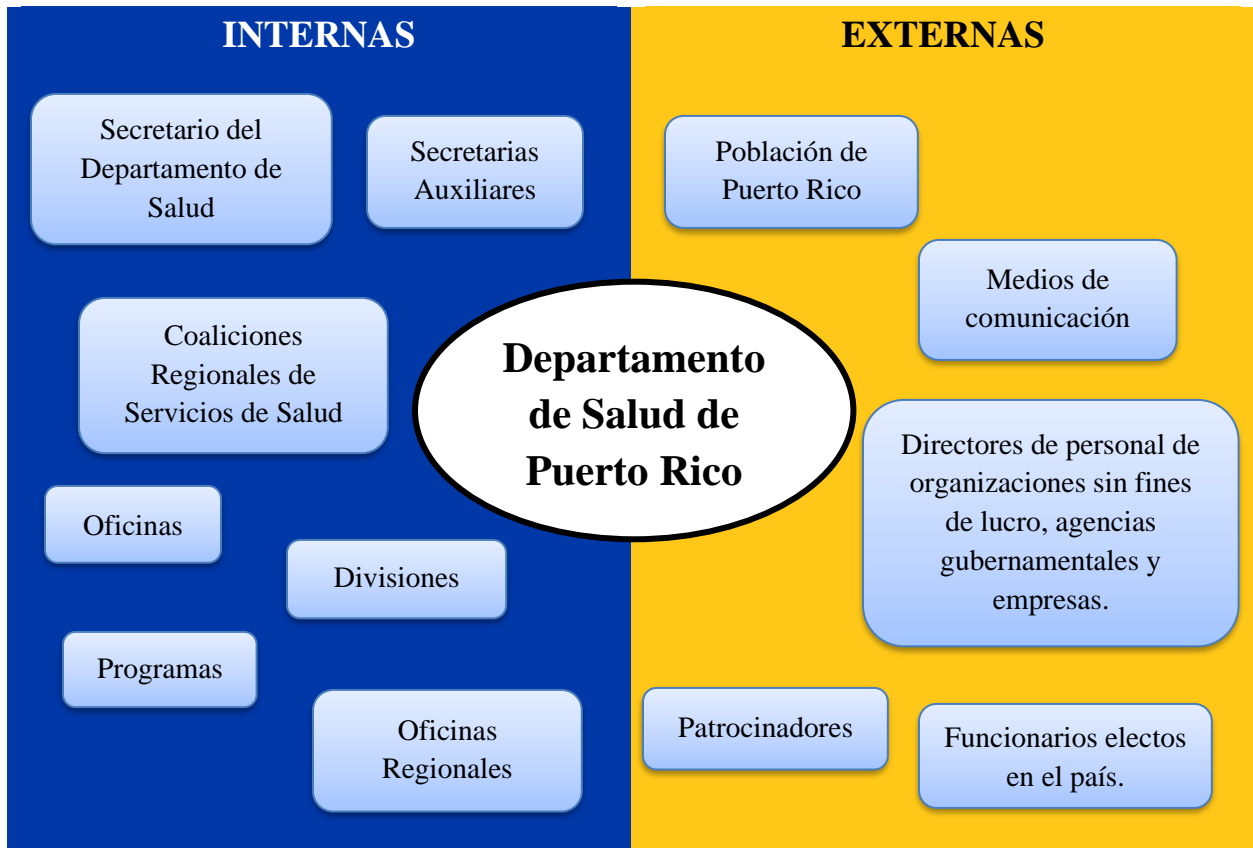 INTERNAS
Secretario del
Departamento de
Salud
Secretarias
Auxiliares
Coaliciones
Regionales de
Servicios de Salud
Oficinas
Divisiones
Programas
Oficinas
Regionales
Departamento
de Salud de
Puerto Rico
EXTERNAS
Población de
Puerto Rico
Medios de
comunicación
Directores de personal de
organizaciones sin fines
de lucro, agencias
gubernamentales y
empresas.
Patrocinadores
Funcionarios electos
en el país.